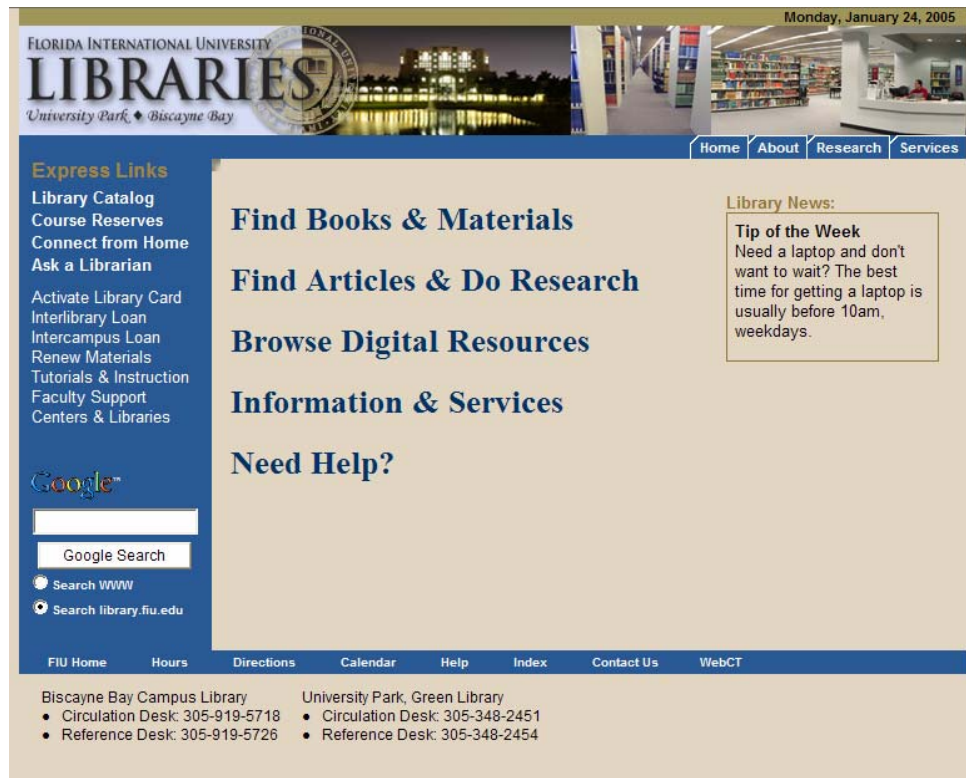 Monday, January 24, 2005
FLORIDA INTERNATIONAL UNIVERSITY
LIBRARIES
University Park ♦ Biscayne Bay
Home About Research Services
Express Links
Library Catalog
Course Reserves
Connect from Home
Ask a Librarian
Activate Library Card
Interlibrary Loan
Intercampus Loan
Renew Materials
Tutorials & Instruction
Faculty Support
Centers & Libraries
Google™
Google Search
Search WWW
Search library.fiu.edu
Find Books & Materials
Find Articles & Do Research
Browse Digital Resources
Information & Services
Need Help?
Library News:
Tip of the Week
Need a laptop and don't
want to wait? The best
time for getting a laptop is
usually before 10am,
weekdays.
FIU Home Hours Directions Calendar Help Index Contact Us WebCT
Biscayne Bay Campus Library
• Circulation Desk: 305-919-5718
• Reference Desk: 305-919-5726
University Park, Green Library
• Circulation Desk: 305-348-2451
• Reference Desk: 305-348-2454